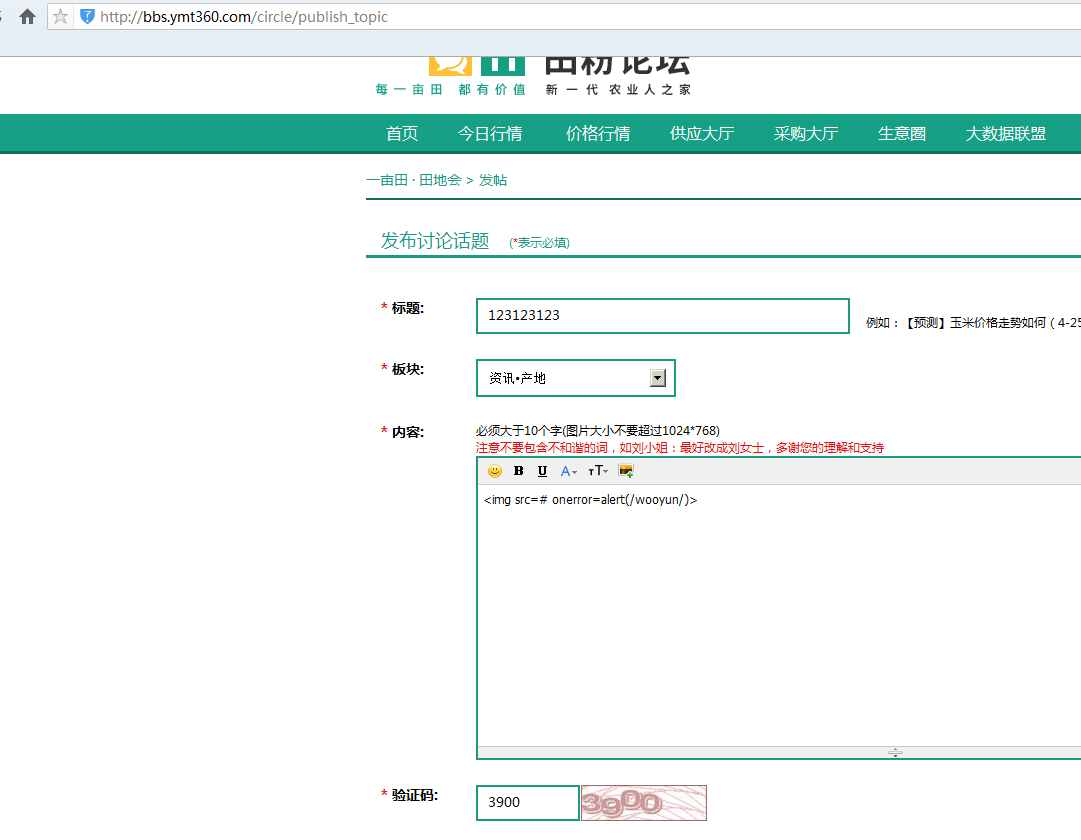 http://bbs.ymt360.com/circle/publish_topic
田粉论坛
每一亩田 都有价值 新一代 农业人之家
首页 今日行情 价格行情 供应大厅 采购大厅 生意圈 大数据联盟
一亩田 · 田地会 > 发帖
发布讨论话题 (*表示必填)
* 标题: 123123123 例如：【预测】玉米价格走势如何（4-25
* 板块: 资讯•产地
* 内容: 必须大于10个字(图片大小不要超过1024*768)
注意不要包含不和谐的词，如刘小姐：最好改成刘女士，多谢您的理解和支持
B U A TT
<img src=# onerror=alert(/wooyun/)>
* 验证码: 3900 3900